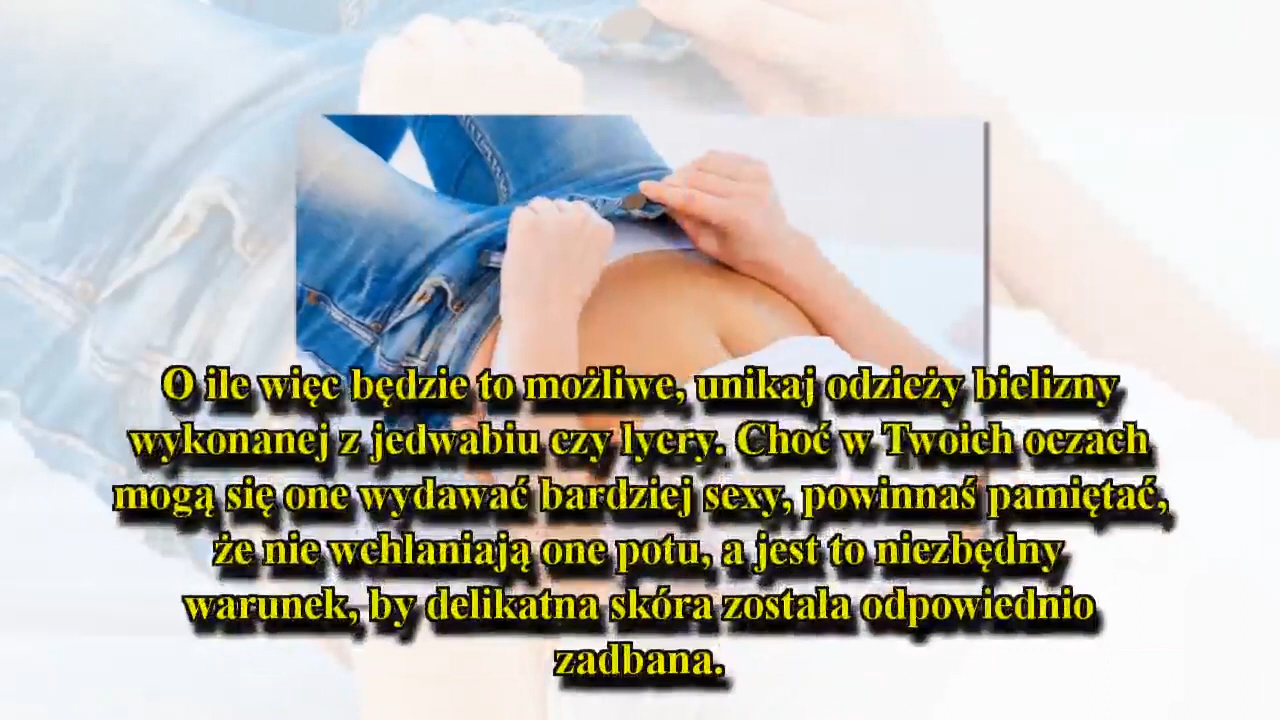 O ile więc będzie to możliwe, unikaj odzieży bielizny
wykonanej z jedwabiu czy lycry. Choć w Twoich oczach
mogą się one wydawać bardziej sexy, powinnaś pamiętać,
że nie wchłaniają one potu, a jest to niezbędny
warunek, by delikatna skóra została odpowiednio
zadbana.